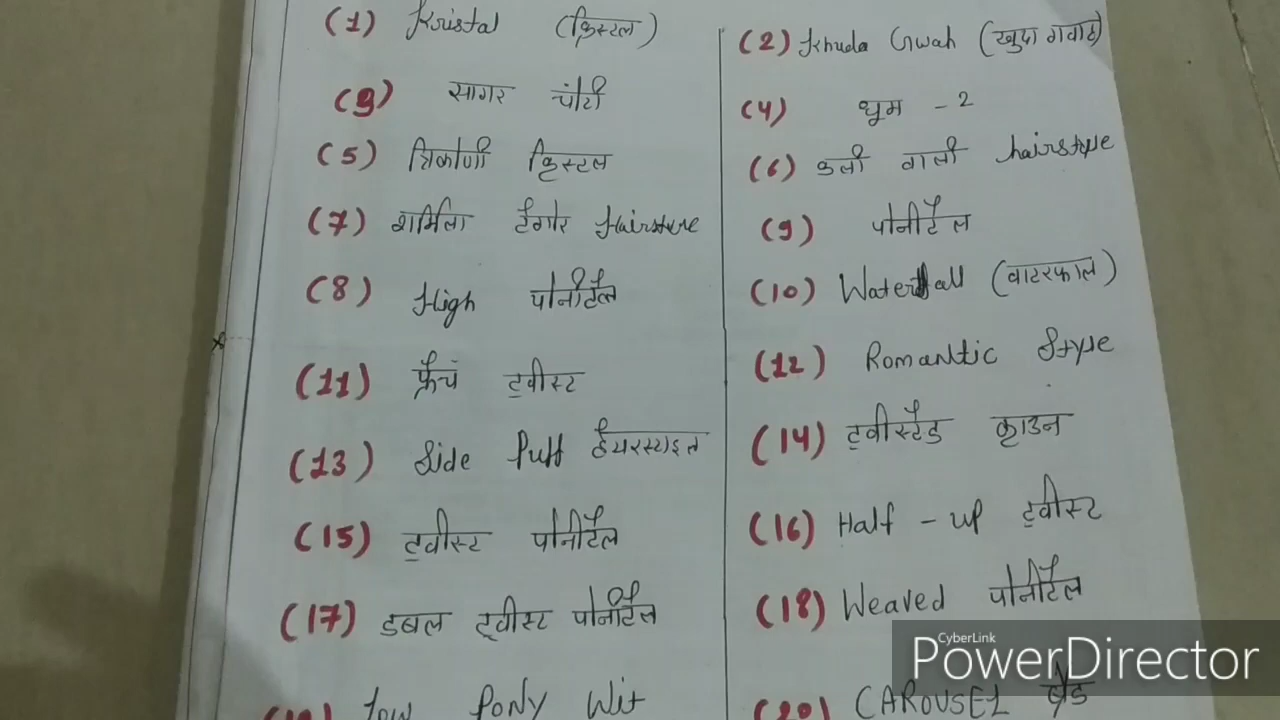 (1) Kristal (क्रिस्टल)
(2) Khuda Gwah (खुदा गवाह)
(3) सागर चोटी
(4) धूम - 2
(5) त्रिकोणी क्रिस्टल
(6) कली वाली hairstyle
(7) शर्मिला टैगोर Hairstyle
(9) पोनीटैल
(8) High पोनीटैल
(10) Waterfall (वाटरफाल)
(11) फ्रैंच ट्वीस्ट
(12) Romantic Style
(13) Side Puff हैयरस्टाइल
(14) ट्वीस्टैड क्राउन
(15) ट्वीस्ट पोनीटैल
(16) Half - up ट्वीस्ट
(17) डबल ट्वीस्ट पोनीटैल
(18) Weaved पोनीटैल
(19) Low Pony Wit
(20) CAROUSEL ब्रैड
CyberLink
PowerDirector